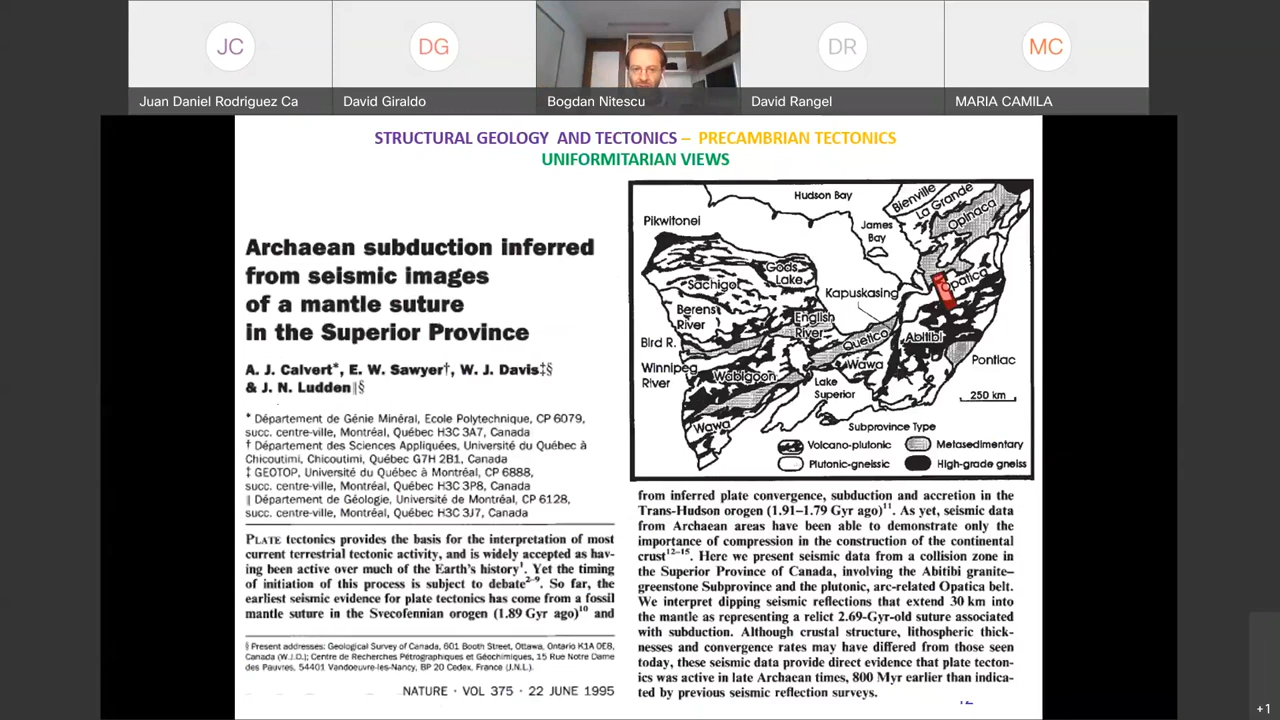 JC
DG
DR
MC
Juan Daniel Rodriguez Ca
David Giraldo
Bogdan Nitescu
David Rangel
MARIA CAMILA
STRUCTURAL GEOLOGY AND TECTONICS – PRECAMBRIAN TECTONICS
UNIFORMITARIAN VIEWS
Archaean subduction inferred
from seismic images
of a mantle suture
in the Superior Province
A. J. Calvert*, E. W. Sawyer†, W. J. Davis‡§
& J. N. Ludden‖§
* Département de Génie Minéral, Ecole Polytechnique, CP 6079,
succ. centre-ville, Montréal, Québec H3C 3A7, Canada
† Département des Sciences Appliquées, Université du Québec à
Chicoutimi, Chicoutimi, Québec G7H 2B1, Canada
‡ GEOTOP, Université du Québec à Montréal, CP 6888,
succ. centre-ville, Montréal, Québec H3C 3P8, Canada
‖ Département de Géologie, Université de Montréal, CP 6128,
succ. centre-ville, Montréal, Québec H3C 3J7, Canada
PLATE tectonics provides the basis for the interpretation of most
current terrestrial tectonic activity, and is widely accepted as hav-
ing been active over much of the Earth's history¹. Yet the timing
of initiation of this process is subject to debate²⁻⁹. So far, the
earliest seismic evidence for plate tectonics has come from a fossil
mantle suture in the Svecofennian orogen (1.89 Gyr ago)¹⁰ and
§ Present addresses: Geological Survey of Canada, 601 Booth Street, Ottawa, Ontario K1A 0E8,
Canada (W.J.D.); Centre de Recherches Pétrographiques et Géochimiques, 15 Rue Notre Dame
des Pauvres, 54401 Vandoeuvre-les-Nancy, BP 20 Cedex, France (J.N.L.).
NATURE · VOL 375 · 22 JUNE 1995
Hudson Bay
Bienville
La Grande
Opinaca
Pikwitonei
James
Bay
Gods
Lake
Opatica
Sachigo
Kapuskasing
Berens
River
English
River
Bird R.
Quetico
Abitibi
Winnipeg
River
Wabigoon
Wawa
Pontiac
Lake
Superior
250 km
Wawa
Subprovince Type
Volcano-plutonic
Metasedimentary
Plutonic-gneissic
High-grade gneiss
from inferred plate convergence, subduction and accretion in the
Trans-Hudson orogen (1.91–1.79 Gyr ago)¹¹. As yet, seismic data
from Archaean areas have been able to demonstrate only the
importance of compression in the construction of the continental
crust¹²⁻¹⁵. Here we present seismic data from a collision zone in
the Superior Province of Canada, involving the Abitibi granite–
greenstone Subprovince and the plutonic, arc-related Opatica belt.
We interpret dipping seismic reflections that extend 30 km into
the mantle as representing a relict 2.69-Gyr-old suture associated
with subduction. Although crustal structure, lithospheric thick-
nesses and convergence rates may have differed from those seen
today, these seismic data provide direct evidence that plate tecton-
ics was active in late Archaean times, 800 Myr earlier than indica-
ted by previous seismic reflection surveys.
+1